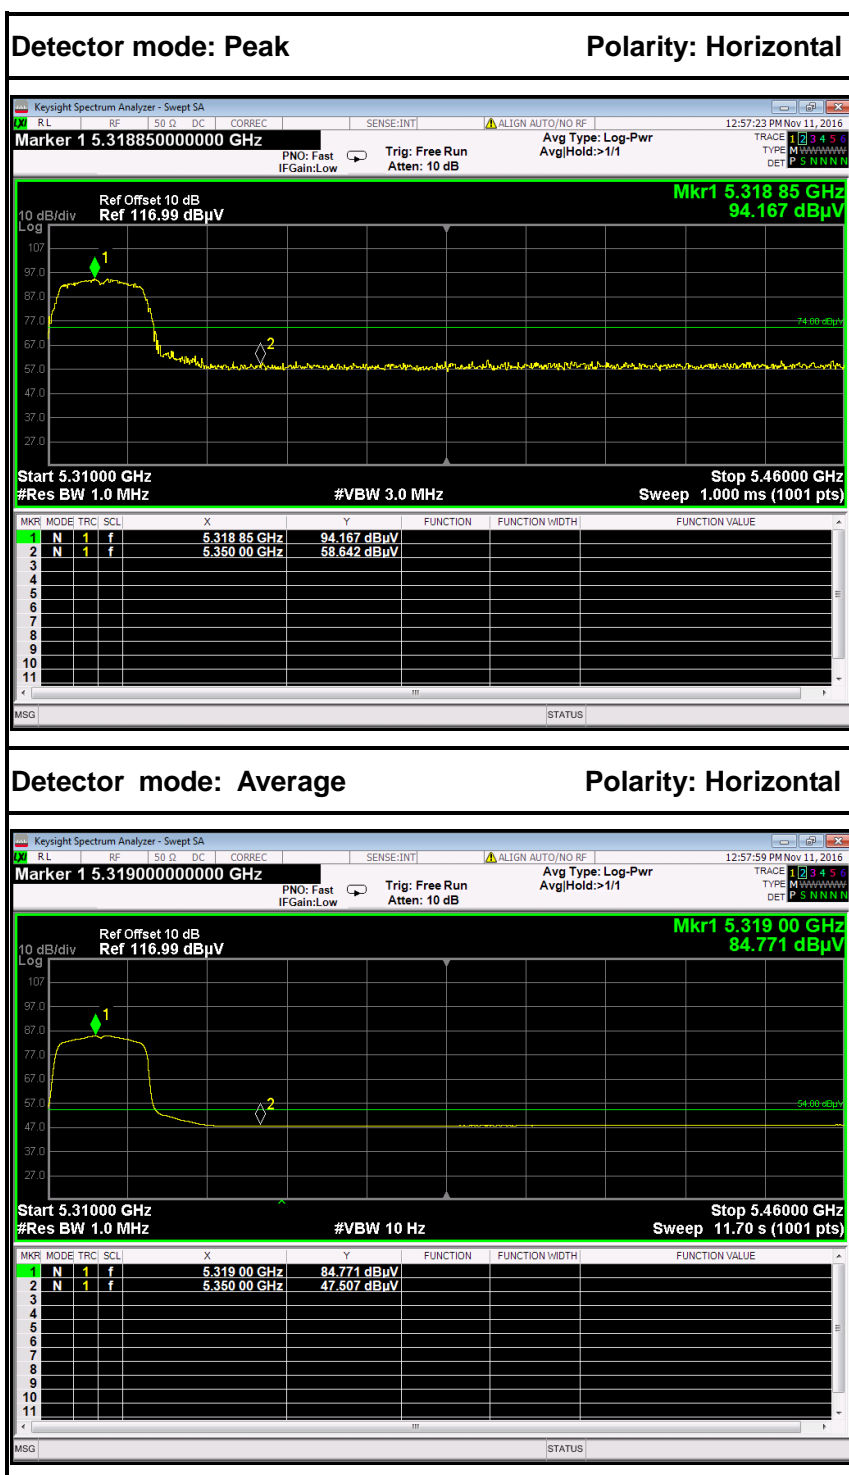 Detector mode: Peak Polarity: Horizontal
Keysight Spectrum Analyzer - Swept SA
LXI RL RF 50 Ω DC CORREC SENSE:INT ALIGN AUTO/NO RF 12:57:23 PM Nov 11, 2016
Marker 1 5.318850000000 GHz Avg Type: Log-Pwr TRACE 1 2 3 4 5 6
PNO: Fast Trig: Free Run Avg|Hold:>1/1 TYPE M WWWWW
IFGain:Low Atten: 10 dB DET P S N N N N
Mkr1 5.318 85 GHz
Ref Offset 10 dB
10 dB/div Ref 116.99 dBµV 94.167 dBµV
Log
107
1
97.0
87.0
77.0
74.00 dBµV
67.0
2
57.0
47.0
37.0
27.0
Start 5.31000 GHz Stop 5.46000 GHz
#Res BW 1.0 MHz #VBW 3.0 MHz Sweep 1.000 ms (1001 pts)
MKR MODE TRC SCL X Y FUNCTION FUNCTION WIDTH FUNCTION VALUE
1 N 1 f 5.318 85 GHz 94.167 dBµV
2 N 1 f 5.350 00 GHz 58.642 dBµV
3
4
5
6
7
8
9
10
11
MSG STATUS
Detector mode: Average Polarity: Horizontal
Keysight Spectrum Analyzer - Swept SA
LXI RL RF 50 Ω DC CORREC SENSE:INT ALIGN AUTO/NO RF 12:57:59 PM Nov 11, 2016
Marker 1 5.319000000000 GHz Avg Type: Log-Pwr TRACE 1 2 3 4 5 6
PNO: Fast Trig: Free Run Avg|Hold:>1/1 TYPE M WWWWW
IFGain:Low Atten: 10 dB DET P S N N N N
Mkr1 5.319 00 GHz
Ref Offset 10 dB
10 dB/div Ref 116.99 dBµV 84.771 dBµV
Log
107
97.0
1
87.0
77.0
67.0
57.0
54.00 dBµV
2
47.0
37.0
27.0
Start 5.31000 GHz Stop 5.46000 GHz
#Res BW 1.0 MHz #VBW 10 Hz Sweep 11.70 s (1001 pts)
MKR MODE TRC SCL X Y FUNCTION FUNCTION WIDTH FUNCTION VALUE
1 N 1 f 5.319 00 GHz 84.771 dBµV
2 N 1 f 5.350 00 GHz 47.507 dBµV
3
4
5
6
7
8
9
10
11
MSG STATUS